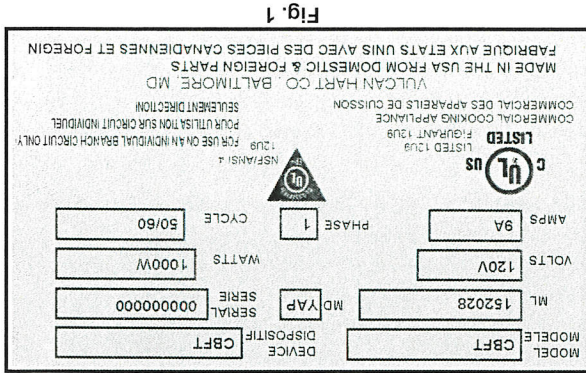 MODEL
MODELE CBFT
DEVICE
DISPOSITIF CBFT
ML 152028 MD YAP
SERIAL
SERIE 0000000000
VOLTS 120V WATTS 1000W
AMPS 9A PHASE 1 CYCLE 50/60
C UL US
LISTED
LISTED 12U9
FIGURANT 12U9
COMMERCIAL COOKING APPLIANCE
COMMERCIAL DES APPAREILS DE CUISSON
UL
NSF/ANSI 4
12U9
FOR USE ON AN INDIVIDUAL BRANCH CIRCUIT ONLY
POUR UTILISATION SUR CIRCUIT INDIVIDUEL
SEULEMENT DIRECTION!
VULCAN HART CO. BALTIMORE, MD
MADE IN THE USA FROM DOMESTIC & FOREIGN PARTS
FABRIQUE AUX ETATS UNIS AVEC DES PIECES CANADIENNES ET FOREGIN
Fig. 1